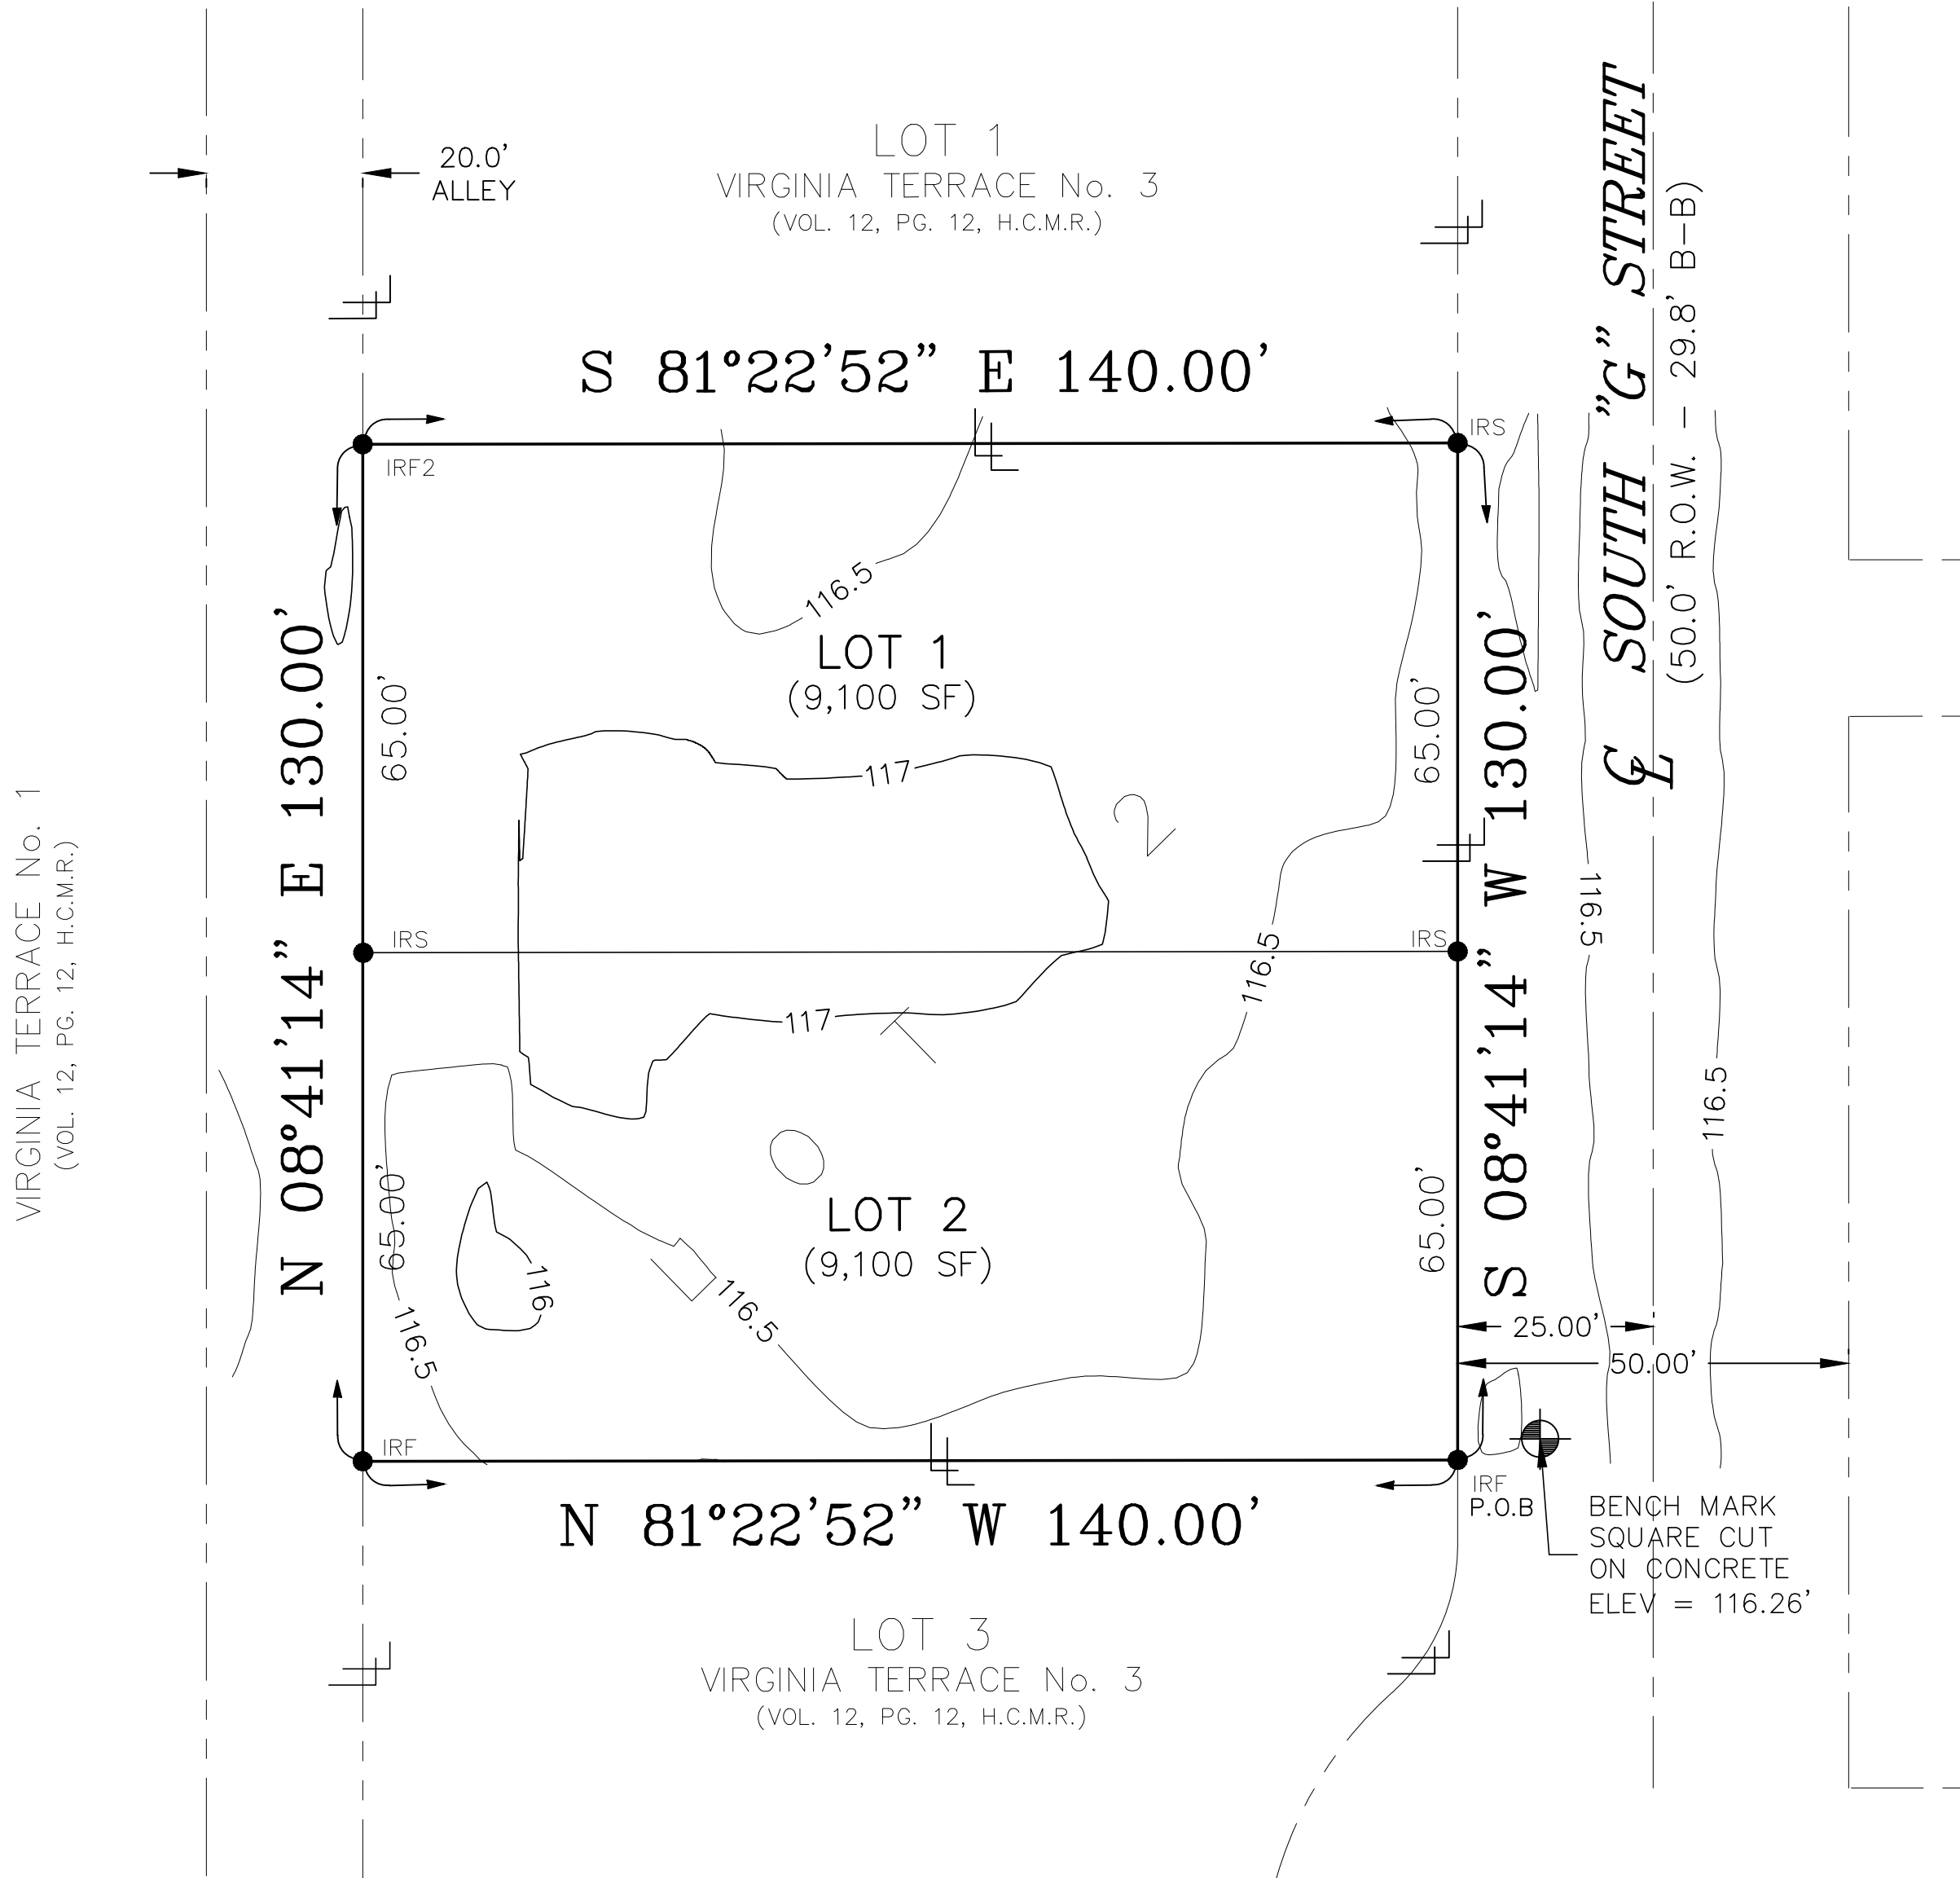 20.0'
ALLEY
LOT 1
VIRGINIA TERRACE No. 3
(VOL. 12, PG. 12, H.C.M.R.)
SOUTH "G" STREET
(50.0' R.O.W. - 29.8' B-B)
S 81°22'52" E 140.00'
IRF2
IRS
116.5
LOT 1
(9,100 SF)
N 08°41'14" E 130.00'
65.00'
65.00'
S 08°41'14" W 130.00'
℄
117
2
VIRGINIA TERRACE No. 1
(VOL. 12, PG. 12, H.C.M.R.)
IRS
IRS
116.5
116.5
117
1
116.5
65.00'
65.00'
LOT 2
(9,100 SF)
116
116.5
116.5
25.00'
50.00'
IRF
IRF
P.O.B
N 81°22'52" W 140.00'
BENCH MARK
SQUARE CUT
ON CONCRETE
ELEV = 116.26'
LOT 3
VIRGINIA TERRACE No. 3
(VOL. 12, PG. 12, H.C.M.R.)